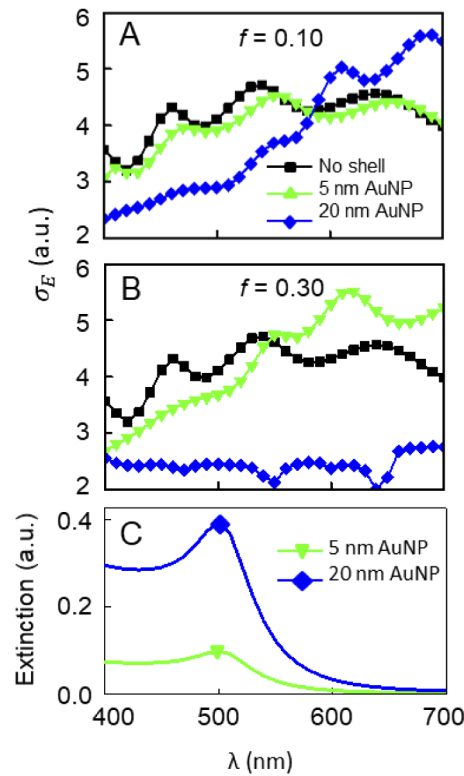 A
f = 0.10
6
5
4
3
2
No shell
5 nm AuNP
20 nm AuNP
σE (a.u.)
B
f = 0.30
6
5
4
3
2
C
5 nm AuNP
20 nm AuNP
Extinction (a.u.)
0.4
0.2
0.0
400 500 600 700
λ (nm)